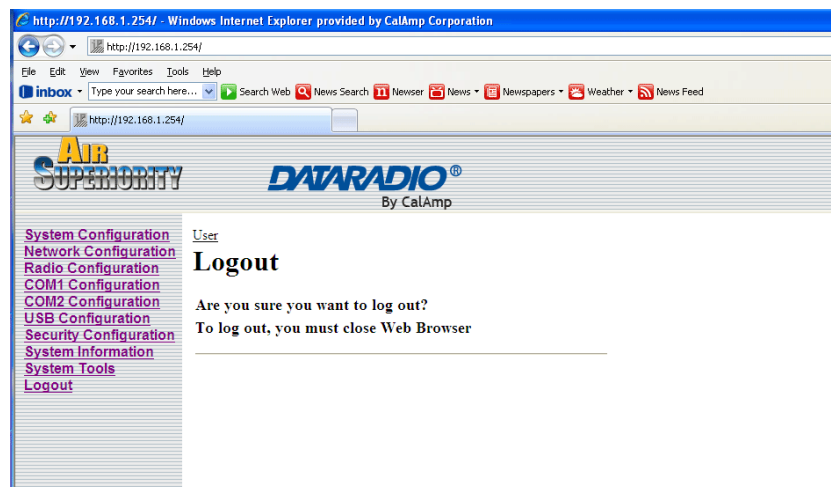 http://192.168.1.254/ - Windows Internet Explorer provided by CalAmp Corporation
http://192.168.1.254/
File Edit View Favorites Tools Help
inbox Type your search here... Search Web News Search n Newser News Newspapers Weather News Feed
http://192.168.1.254/
AIR
SUPERIORITY
DATARADIO®
By CalAmp
System Configuration
Network Configuration
Radio Configuration
COM1 Configuration
COM2 Configuration
USB Configuration
Security Configuration
System Information
System Tools
Logout
User
Logout
Are you sure you want to log out?
To log out, you must close Web Browser